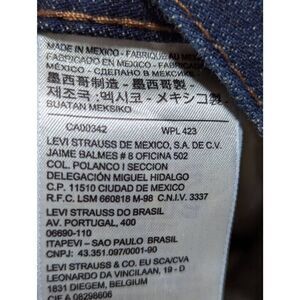 MADE IN MEXICO - FABRIQUÉ AU
MEXICO - FABRICADO EN
MÉXICO - СДЕЛАНО В МЕКСИКЕ
墨西哥制造 - 墨西哥製
제조국 : 멕시코 - メキシコ製
BUATAN MEKSIKO
CA00342 WPL 423
LEVI STRAUSS DE MEXICO, S.A. DE C.V.
JAIME BALMES # 8 OFICINA 502
COL. POLANCO I SECCION
DELEGACIÓN MIGUEL HIDALGO
C.P. 11510 CIUDAD DE MEXICO
R.F.C. LSM 660818 M-98 C.N.I.V. 3337
LEVI STRAUSS DO BRASIL
AV. PORTUGAL, 400
06690-110
ITAPEVI – SAO PAULO BRASIL
CNPJ: 43.351.097/0001-90
LEVI STRAUSS & CO. EU SCA/CVA
LEONARDO DA VINCILAAN, 19 - D
1831 DIEGEM, BELGIUM
CIE A 08298606